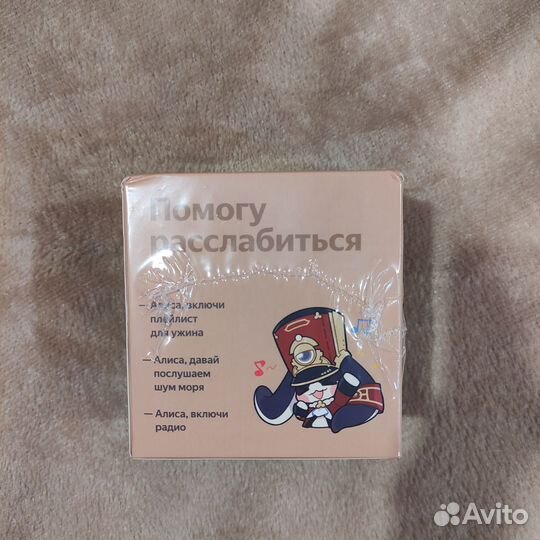 Помогу
расслабиться
— Алиса, включи
плейлист
для ужина
— Алиса, давай
послушаем
шум моря
— Алиса, включи
радио
Avito